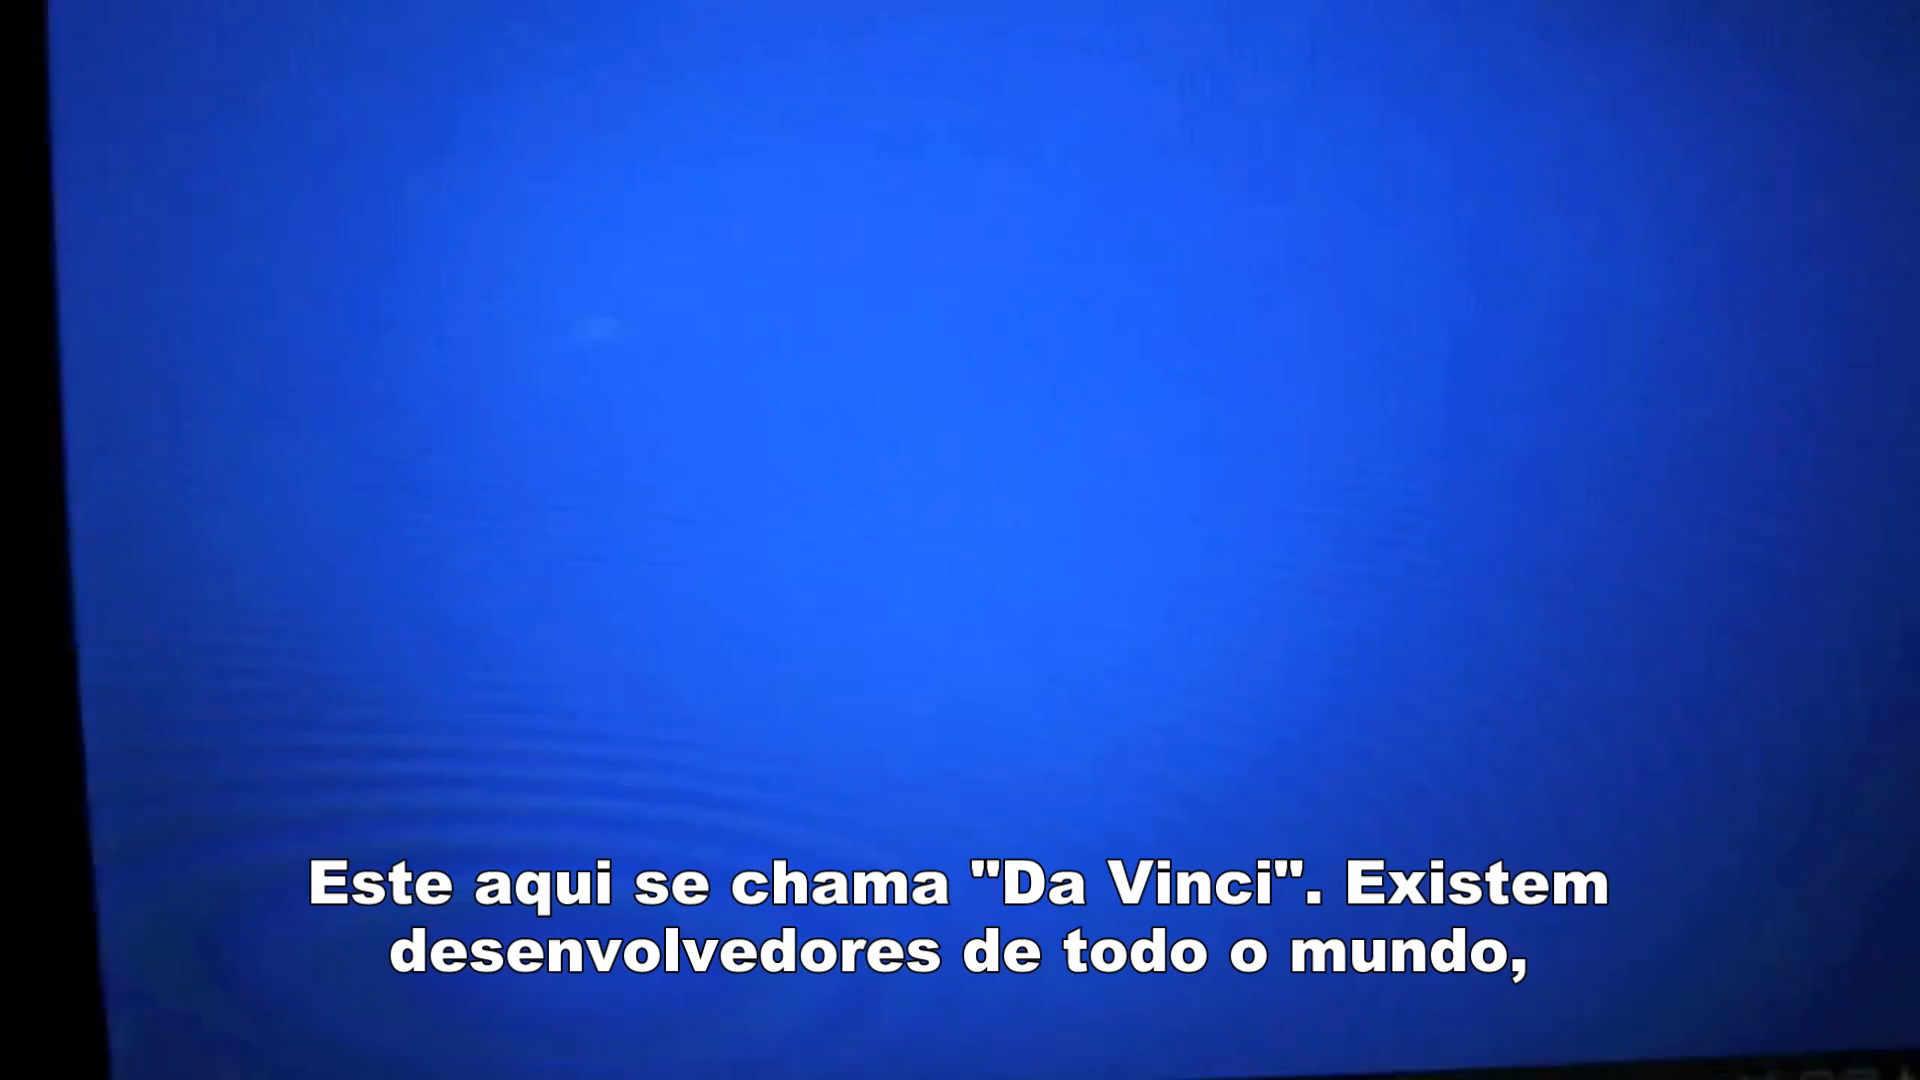 Este aqui se chama "Da Vinci". Existem
desenvolvedores de todo o mundo,